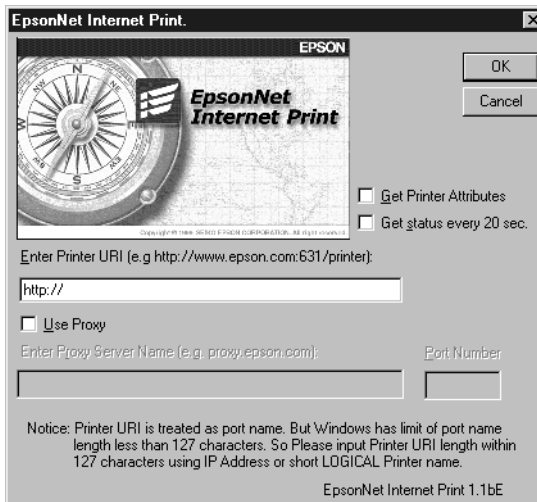 EpsonNet Internet Print.
EPSON
EpsonNet
Internet Print
N
OK
Cancel
Get Printer Attributes
Get status every 20 sec.
Enter Printer URI (e.g http://www.epson.com:631/printer):
http://
Use Proxy
Enter Proxy Server Name (e.g. proxy.epson.com):
Port Number
Notice: Printer URI is treated as port name. But Windows has limit of port name
length less than 127 characters. So Please input Printer URI length within
127 characters using IP Address or short LOGICAL Printer name.
EpsonNet Internet Print 1.1bE